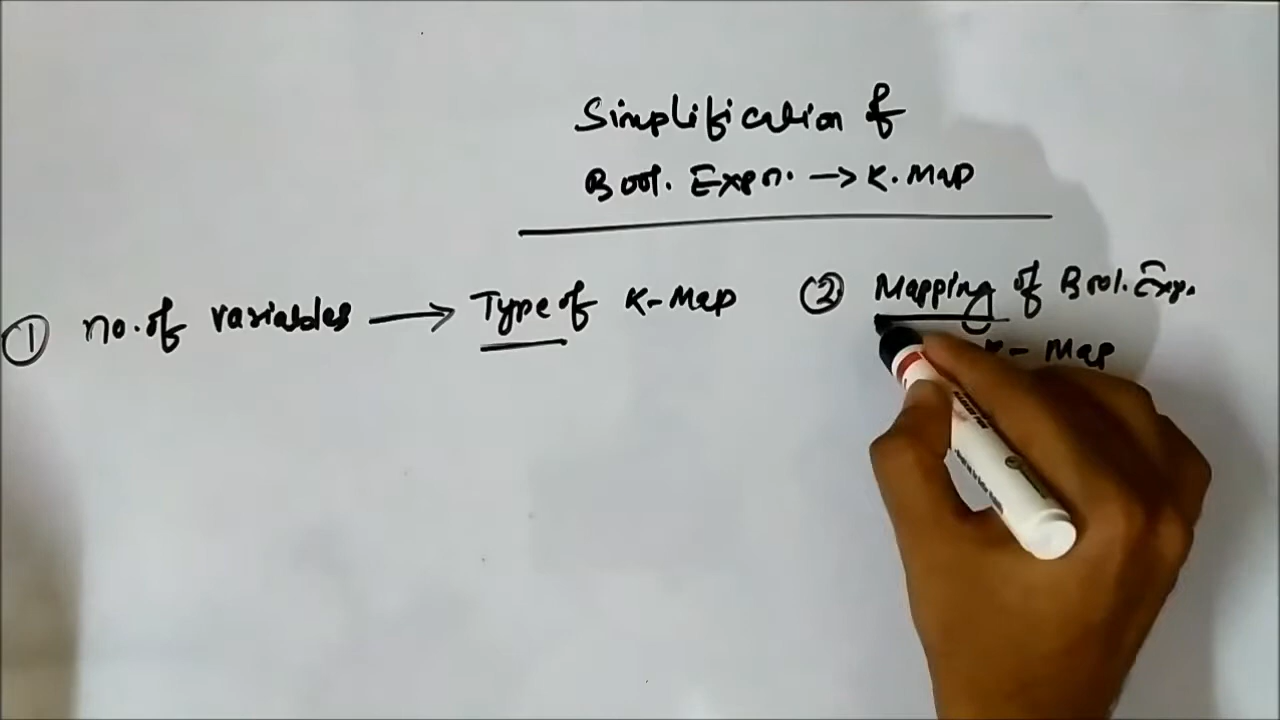 Simplification of
Bool. Expn. → K. Map
① no. of variables → Type of K-Map
② Mapping of Bool. Exp.
K- Map